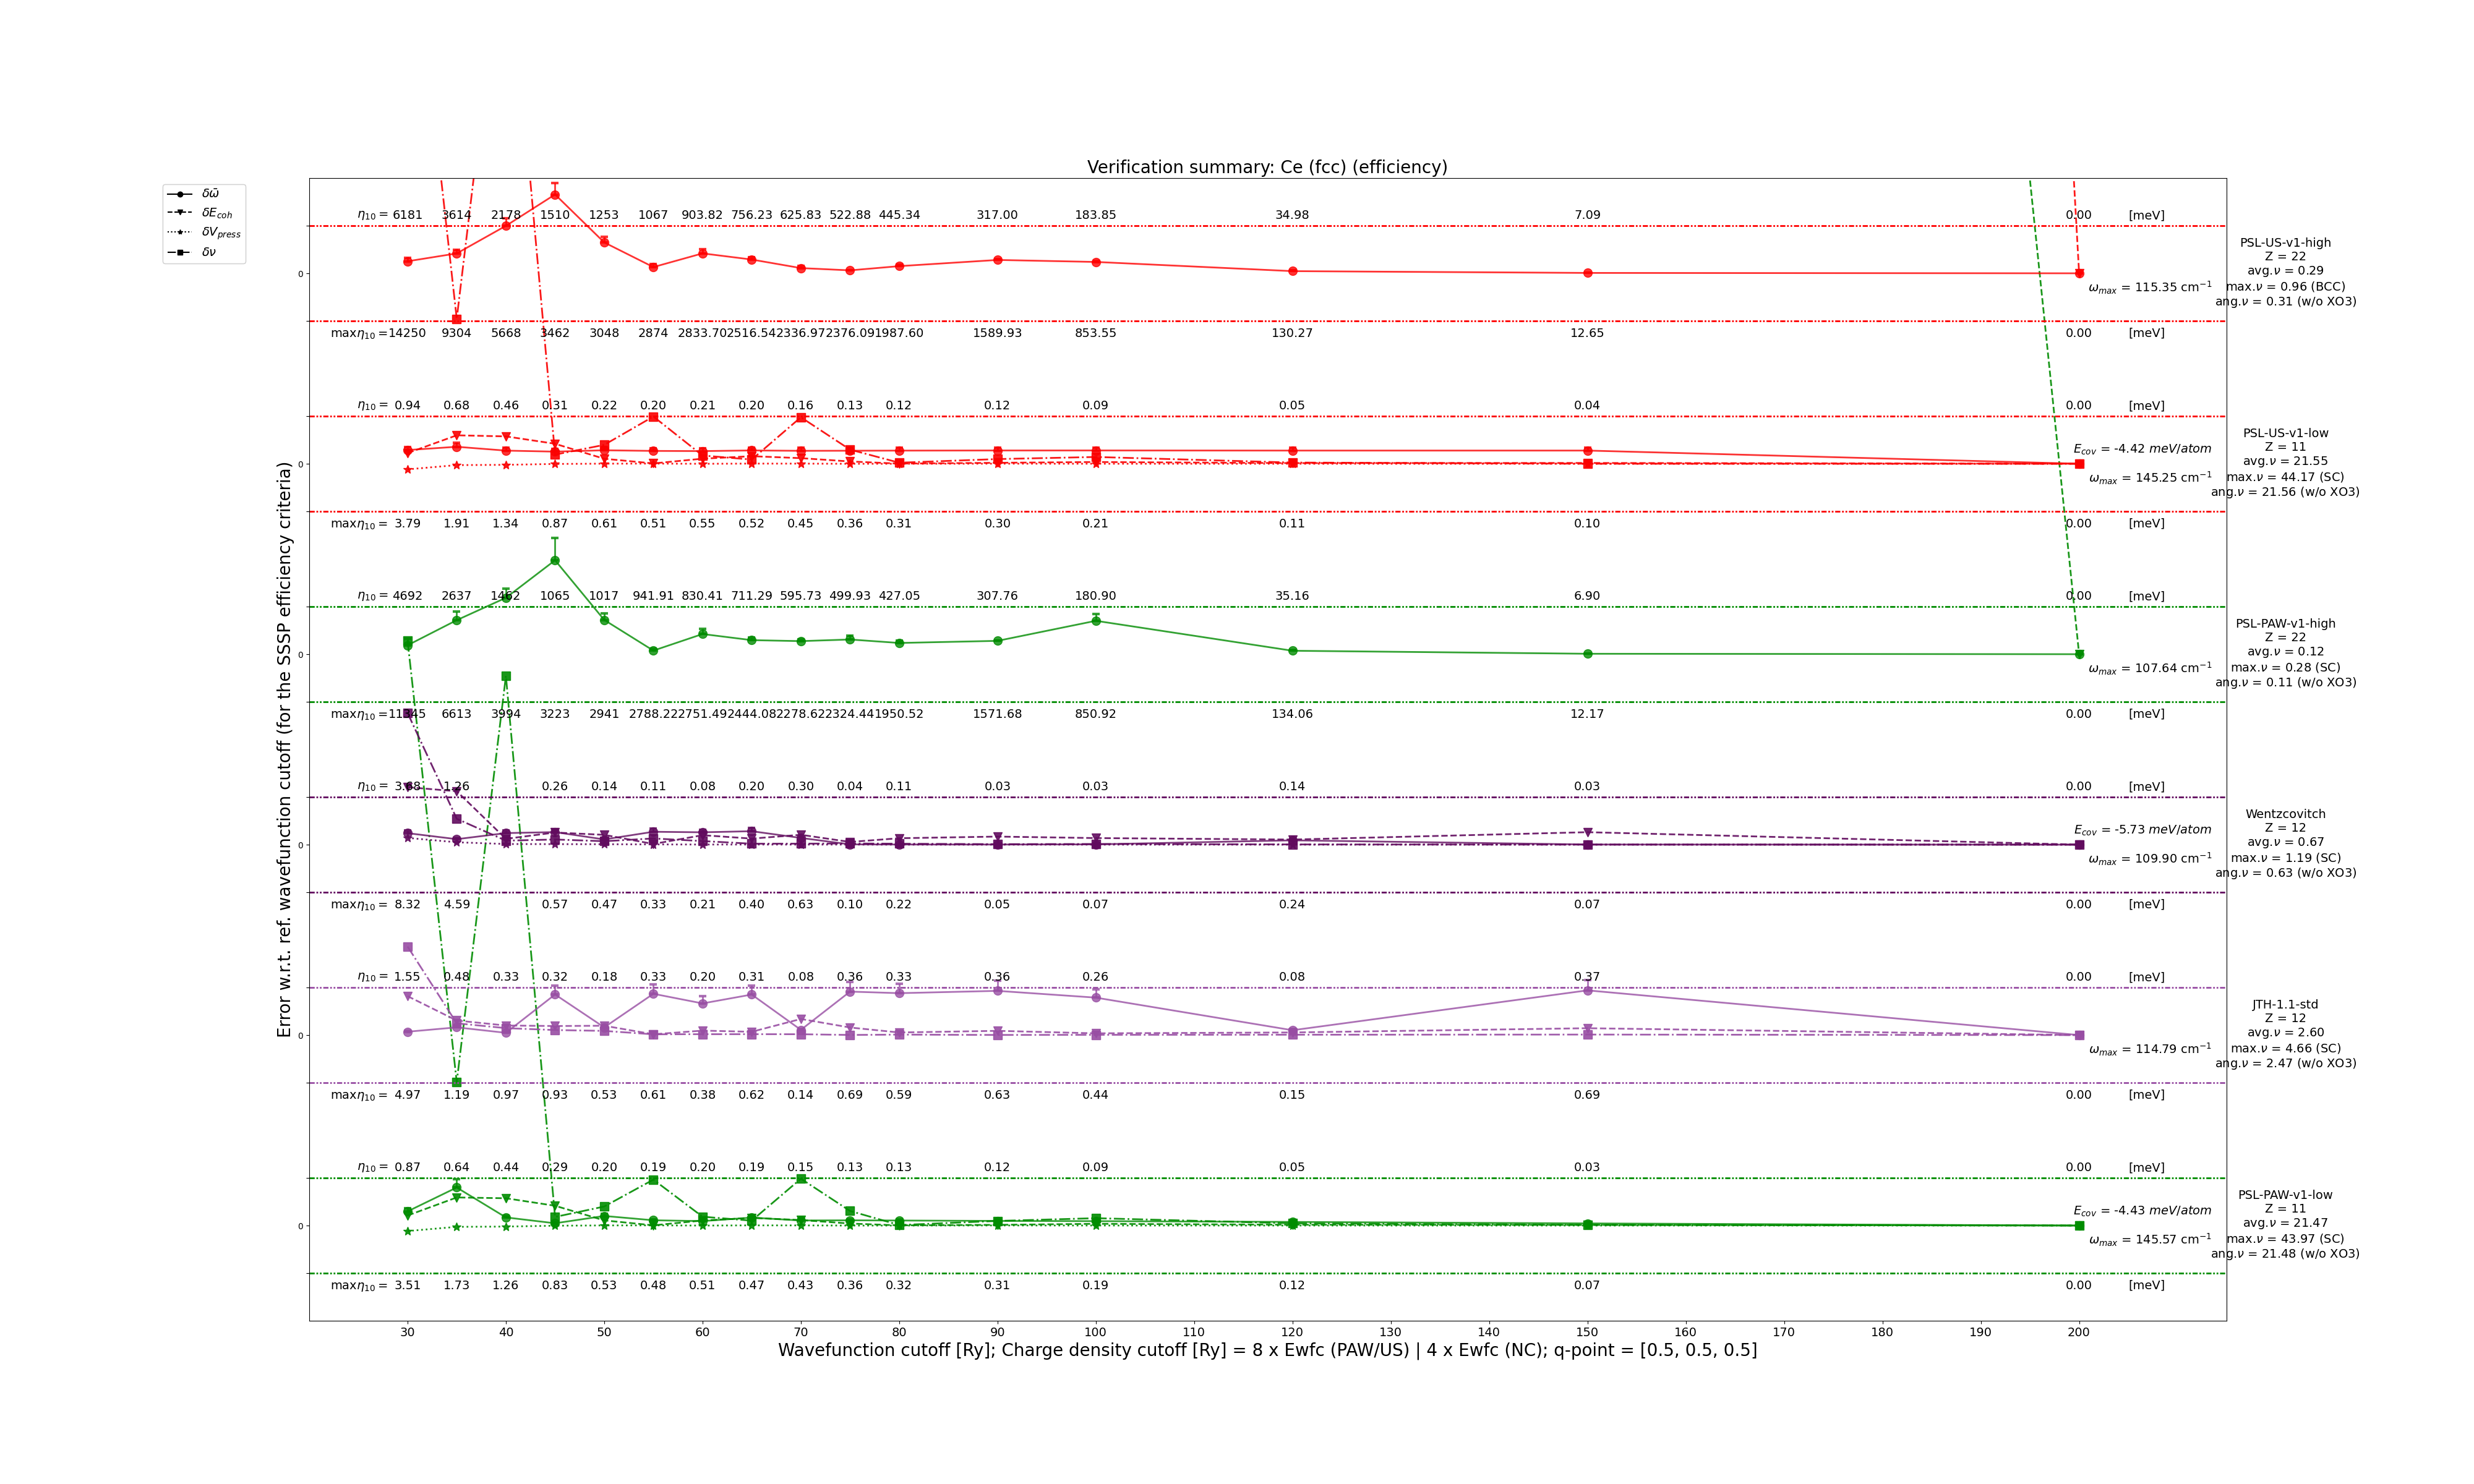 Verification summary: Ce (fcc) (efficiency)
δω̄
δE_coh
δV_press
δν
Error w.r.t. ref. wavefunction cutoff (for the SSSP efficiency criteria)
η₁₀ = 6181 3614 2178 1510 1253 1067 903.82 756.23 625.83 522.88 445.34 317.00 183.85 34.98 7.09 0.00 [meV]
0
PSL-US-v1-high
Z = 22
avg.ν = 0.29
ω_max = 115.35 cm⁻¹ max.ν = 0.96 (BCC)
ang.ν = 0.31 (w/o XO3)
maxη₁₀ = 14250 9304 5668 3462 3048 2874 2833.70 2516.54 2336.97 2376.09 1987.60 1589.93 853.55 130.27 12.65 0.00 [meV]
η₁₀ = 0.94 0.68 0.46 0.31 0.22 0.20 0.21 0.20 0.16 0.13 0.12 0.12 0.09 0.05 0.04 0.00 [meV]
0
PSL-US-v1-low
Z = 11
E_cov = -4.42 meV/atom
avg.ν = 21.55
ω_max = 145.25 cm⁻¹ max.ν = 44.17 (SC)
ang.ν = 21.56 (w/o XO3)
maxη₁₀ = 3.79 1.91 1.34 0.87 0.61 0.51 0.55 0.52 0.45 0.36 0.31 0.30 0.21 0.11 0.10 0.00 [meV]
η₁₀ = 4692 2637 1462 1065 1017 941.91 830.41 711.29 595.73 499.93 427.05 307.76 180.90 35.16 6.90 0.00 [meV]
0
PSL-PAW-v1-high
Z = 22
avg.ν = 0.12
ω_max = 107.64 cm⁻¹ max.ν = 0.28 (SC)
ang.ν = 0.11 (w/o XO3)
maxη₁₀ = 6613 3994 3223 2941 2788.22 2751.49 2444.08 2278.62 2324.44 1950.52 1571.68 850.92 134.06 12.17 0.00 [meV]
η₁₀ = 1.26 0.26 0.14 0.11 0.08 0.20 0.30 0.04 0.11 0.03 0.03 0.14 0.03 0.00 [meV]
0
Wentzcovitch
Z = 12
E_cov = -5.73 meV/atom
avg.ν = 0.67
ω_max = 109.90 cm⁻¹ max.ν = 1.19 (SC)
ang.ν = 0.63 (w/o XO3)
maxη₁₀ = 8.32 4.59 0.57 0.47 0.33 0.21 0.40 0.63 0.10 0.22 0.05 0.07 0.24 0.07 0.00 [meV]
η₁₀ = 1.55 0.48 0.33 0.32 0.18 0.33 0.20 0.31 0.08 0.36 0.33 0.36 0.26 0.08 0.37 0.00 [meV]
0
JTH-1.1-std
Z = 12
avg.ν = 2.60
ω_max = 114.79 cm⁻¹ max.ν = 4.66 (SC)
ang.ν = 2.47 (w/o XO3)
maxη₁₀ = 4.97 1.19 0.97 0.93 0.53 0.61 0.38 0.62 0.14 0.69 0.59 0.63 0.44 0.15 0.69 0.00 [meV]
η₁₀ = 0.87 0.64 0.44 0.29 0.20 0.19 0.20 0.19 0.15 0.13 0.13 0.12 0.09 0.05 0.03 0.00 [meV]
0
PSL-PAW-v1-low
Z = 11
E_cov = -4.43 meV/atom
avg.ν = 21.47
ω_max = 145.57 cm⁻¹ max.ν = 43.97 (SC)
ang.ν = 21.48 (w/o XO3)
maxη₁₀ = 3.51 1.73 1.26 0.83 0.53 0.48 0.51 0.47 0.43 0.36 0.32 0.31 0.19 0.12 0.07 0.00 [meV]
30 40 50 60 70 80 90 100 110 120 130 140 150 160 170 180 190 200
Wavefunction cutoff [Ry]; Charge density cutoff [Ry] = 8 x Ewfc (PAW/US) | 4 x Ewfc (NC); q-point = [0.5, 0.5, 0.5]